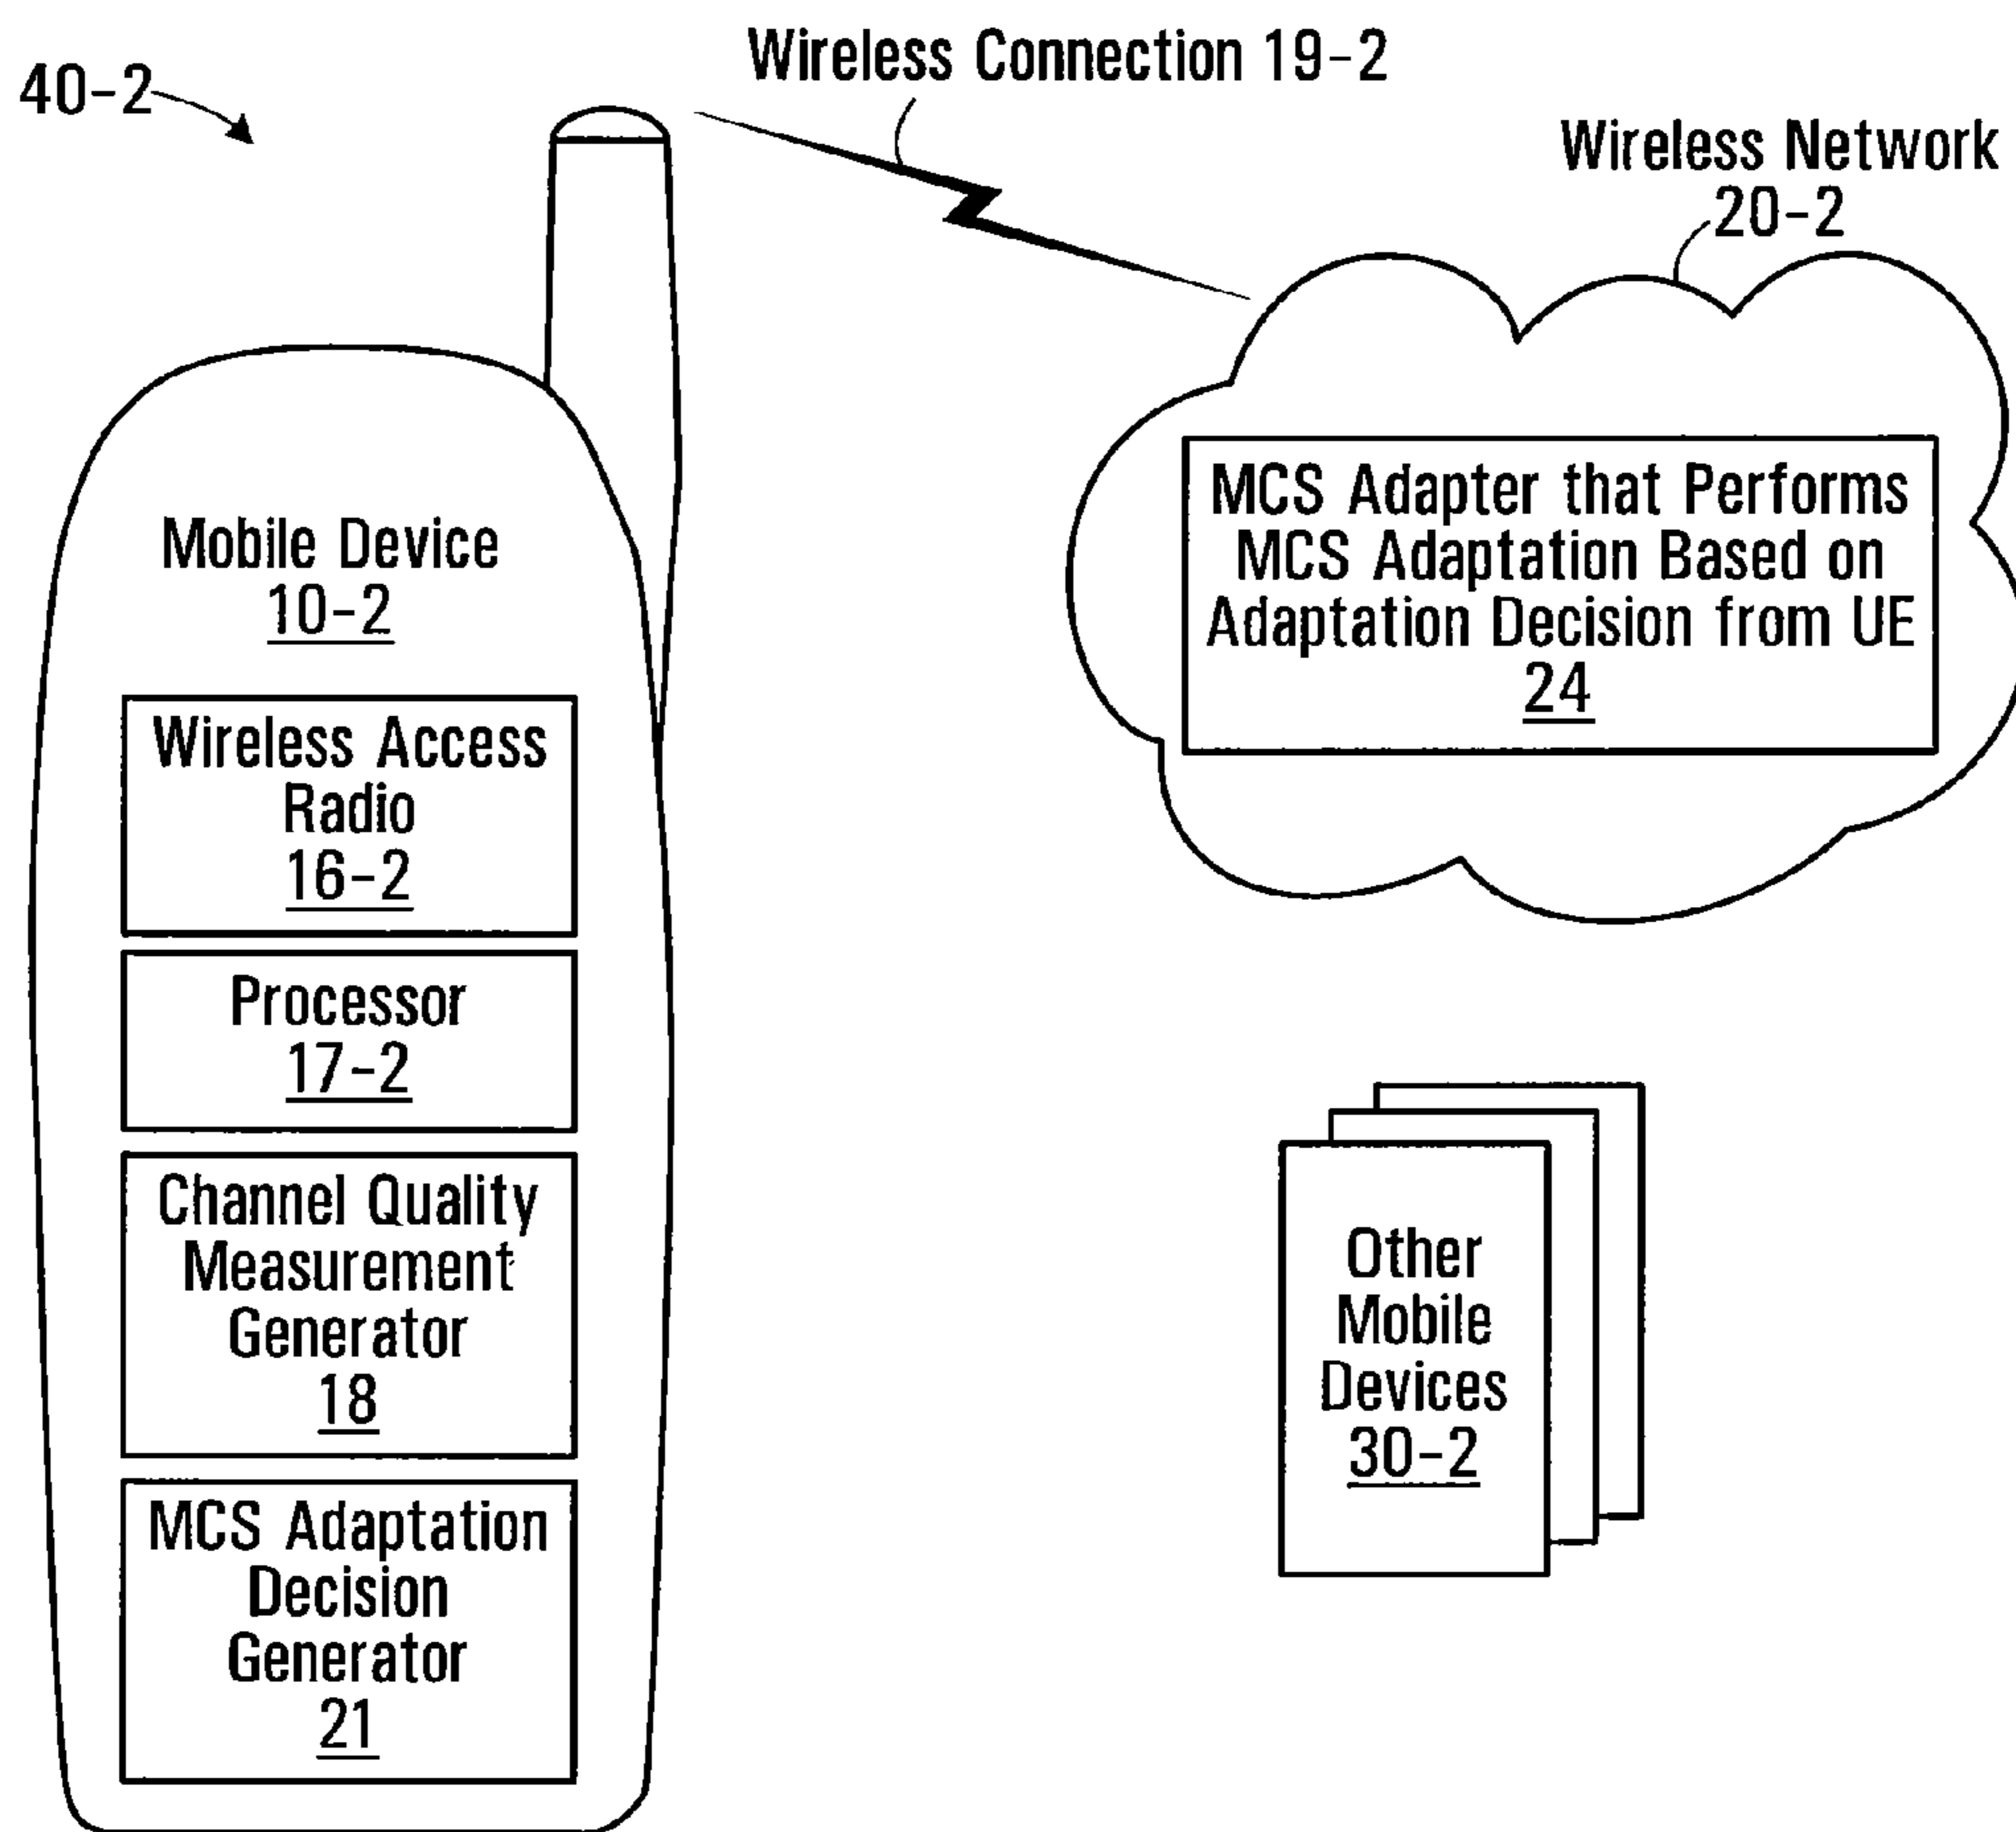 40-2
Wireless Connection 19-2
Wireless Network
20-2
Mobile Device
10-2
Wireless Access
Radio
16-2
Processor
17-2
Channel Quality
Measurement
Generator
18
MCS Adaptation
Decision
Generator
21
MCS Adapter that Performs
MCS Adaptation Based on
Adaptation Decision from UE
24
Other
Mobile
Devices
30-2